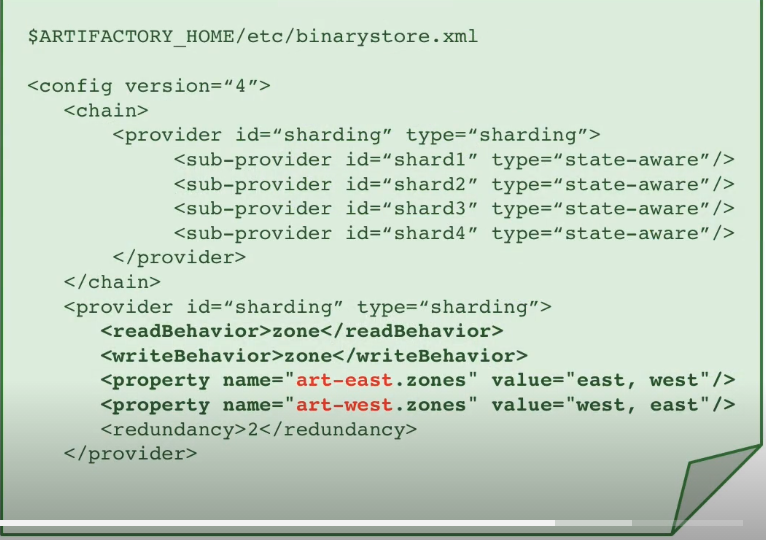 $ARTIFACTORY_HOME/etc/binarystore.xml
<config version=“4”>
<chain>
<provider id=“sharding” type=“sharding”>
<sub-provider id=“shard1” type=“state-aware”/>
<sub-provider id=“shard2” type=“state-aware”/>
<sub-provider id=“shard3” type=“state-aware”/>
<sub-provider id=“shard4” type=“state-aware”/>
</provider>
</chain>
<provider id=“sharding” type=“sharding”>
<readBehavior>zone</readBehavior>
<writeBehavior>zone</writeBehavior>
<property name="art-east.zones" value="east, west"/>
<property name="art-west.zones" value="west, east"/>
<redundancy>2</redundancy>
</provider>